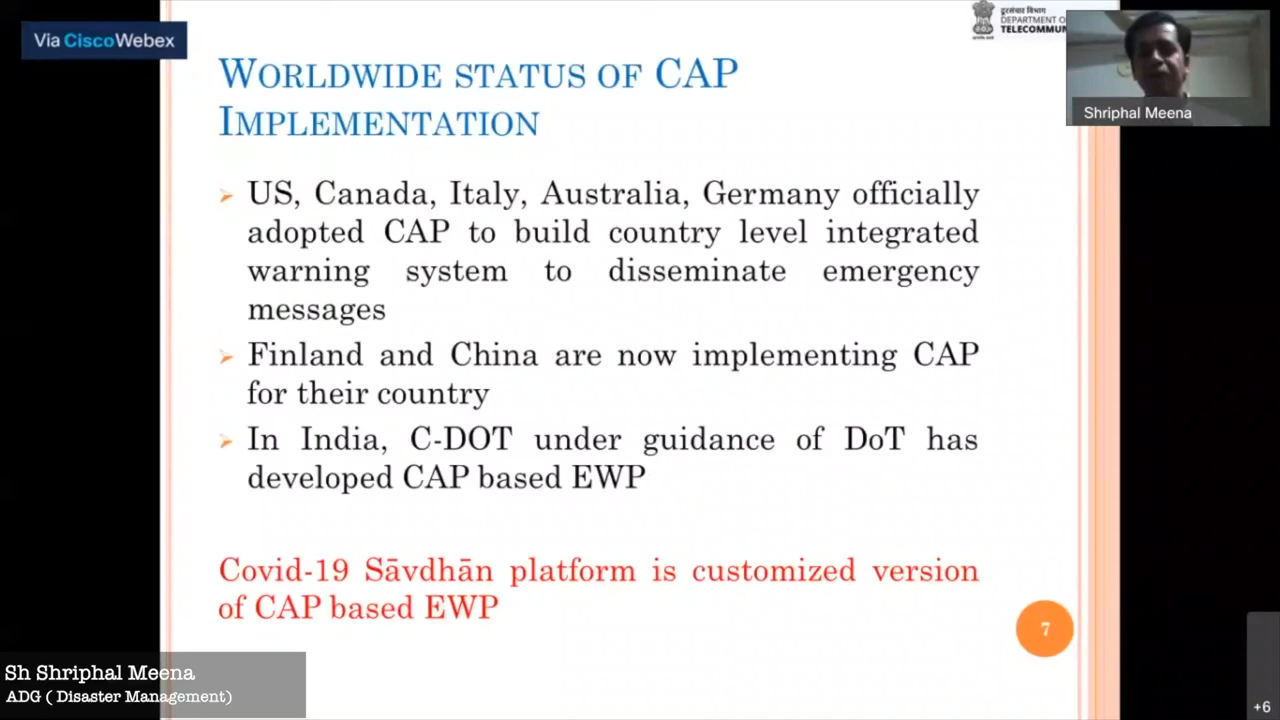 Via CiscoWebex
दूरसंचार विभाग
DEPARTMENT OF
TELECOMMUN
Shriphal Meena
WORLDWIDE STATUS OF CAP
IMPLEMENTATION
US, Canada, Italy, Australia, Germany officially
adopted CAP to build country level integrated
warning system to disseminate emergency
messages
Finland and China are now implementing CAP
for their country
In India, C-DOT under guidance of DoT has
developed CAP based EWP
Covid-19 Sāvdhān platform is customized version
of CAP based EWP
7
Sh Shriphal Meena
ADG ( Disaster Management)
+6